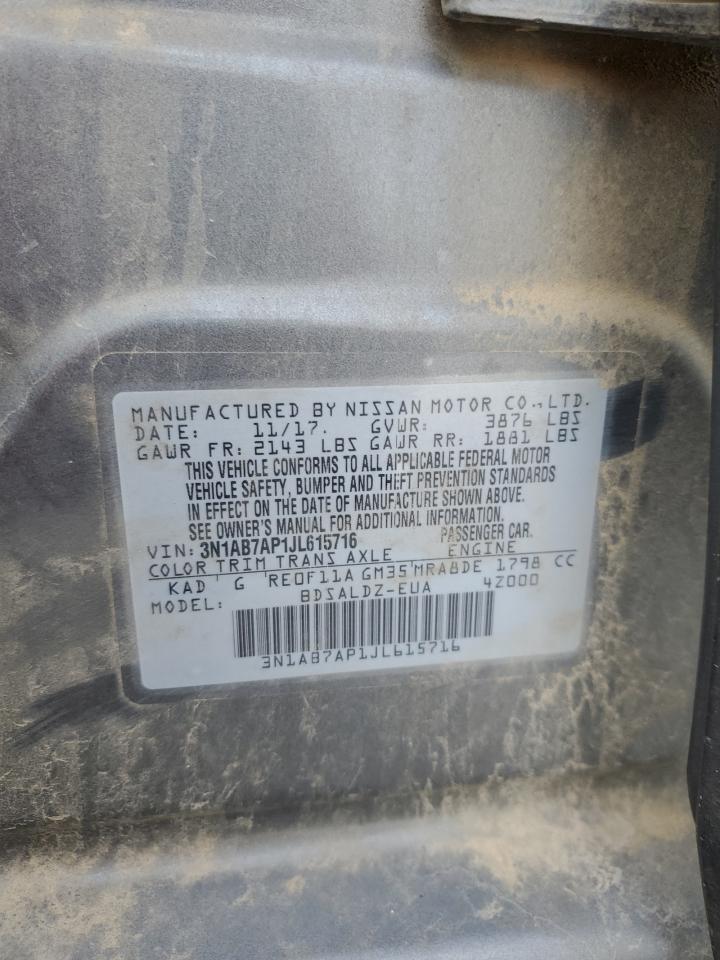 MANUFACTURED BY NISSAN MOTOR CO., LTD.
DATE: 11/17. GVWR: 3876 LBS
GAWR FR: 2143 LBS GAWR RR: 1881 LBS
THIS VEHICLE CONFORMS TO ALL APPLICABLE FEDERAL MOTOR
VEHICLE SAFETY, BUMPER AND THEFT PREVENTION STANDARDS
IN EFFECT ON THE DATE OF MANUFACTURE SHOWN ABOVE.
SEE OWNER'S MANUAL FOR ADDITIONAL INFORMATION.
VIN: 3N1AB7AP1JL615716 PASSENGER CAR.
COLOR TRIM TRANS AXLE ENGINE
KAD G RE0F11A GM35 MRA8DE 1798 CC
MODEL: BDSALDZ-EUA 4Z000
3N1AB7AP1JL615716